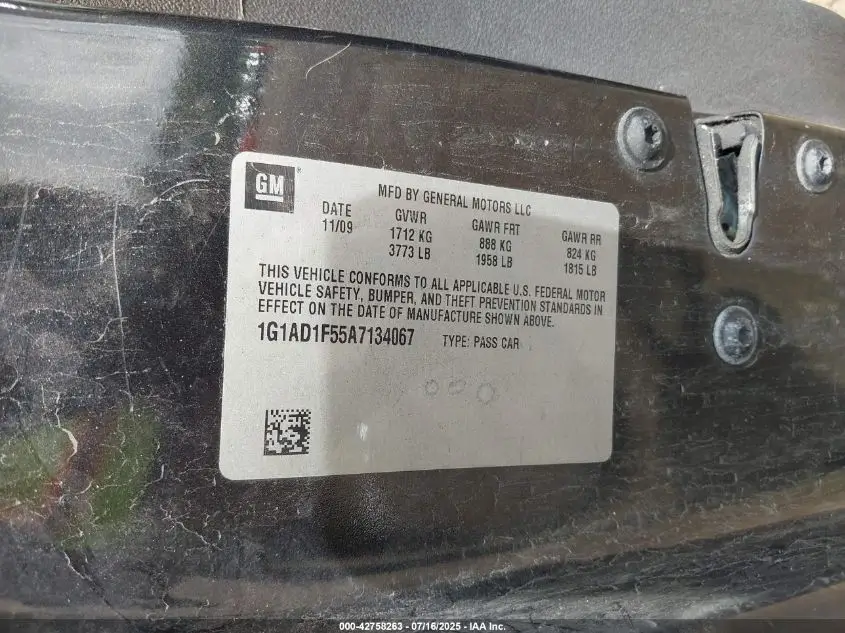 GM
MFD BY GENERAL MOTORS LLC
DATE GVWR GAWR FRT GAWR RR
11/09 1712 KG 888 KG 824 KG
3773 LB 1958 LB 1815 LB
THIS VEHICLE CONFORMS TO ALL APPLICABLE U.S. FEDERAL MOTOR
VEHICLE SAFETY, BUMPER, AND THEFT PREVENTION STANDARDS IN
EFFECT ON THE DATE OF MANUFACTURE SHOWN ABOVE.
1G1AD1F55A7134067 TYPE: PASS CAR
000-42758263 - 07/16/2025 - IAA Inc.